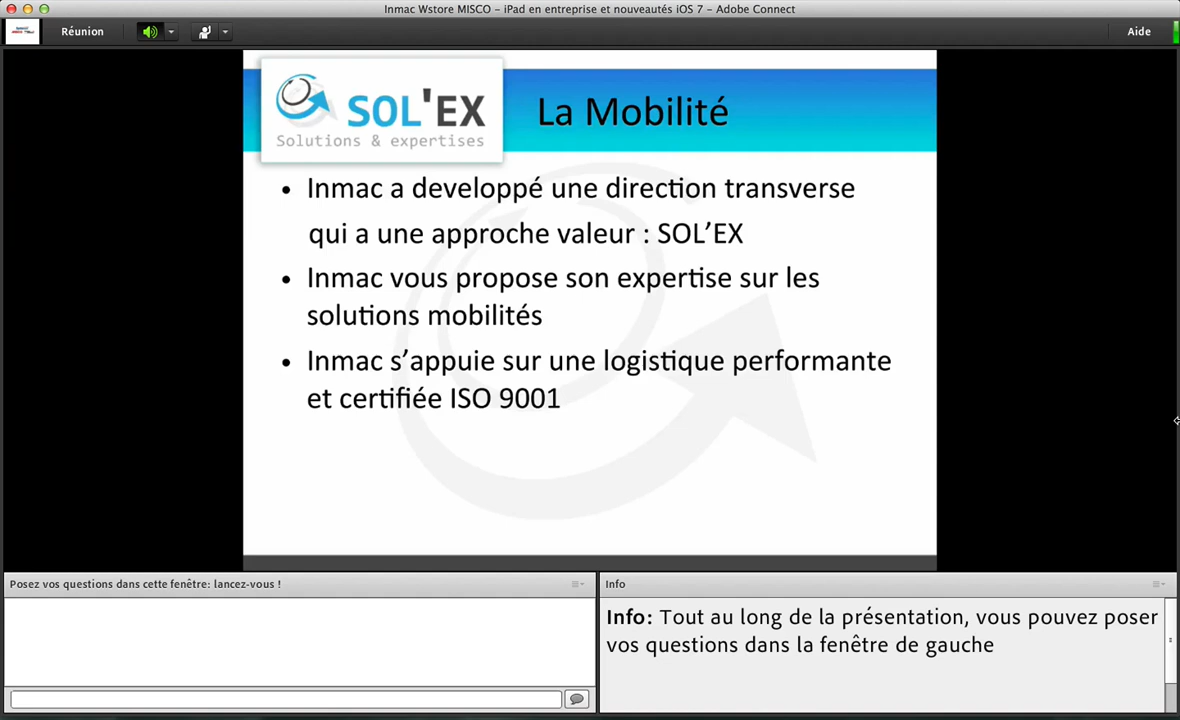 Inmac Wstore MISCO – iPad en entreprise et nouveautés iOS 7 - Adobe Connect
Réunion
Aide
SOL'EX
Solutions & expertises
La Mobilité
• Inmac a developpé une direction transverse
qui a une approche valeur : SOL’EX
• Inmac vous propose son expertise sur les
solutions mobilités
• Inmac s’appuie sur une logistique performante
et certifiée ISO 9001
Posez vos questions dans cette fenêtre: lancez-vous !
Info
Info: Tout au long de la présentation, vous pouvez poser
vos questions dans la fenêtre de gauche